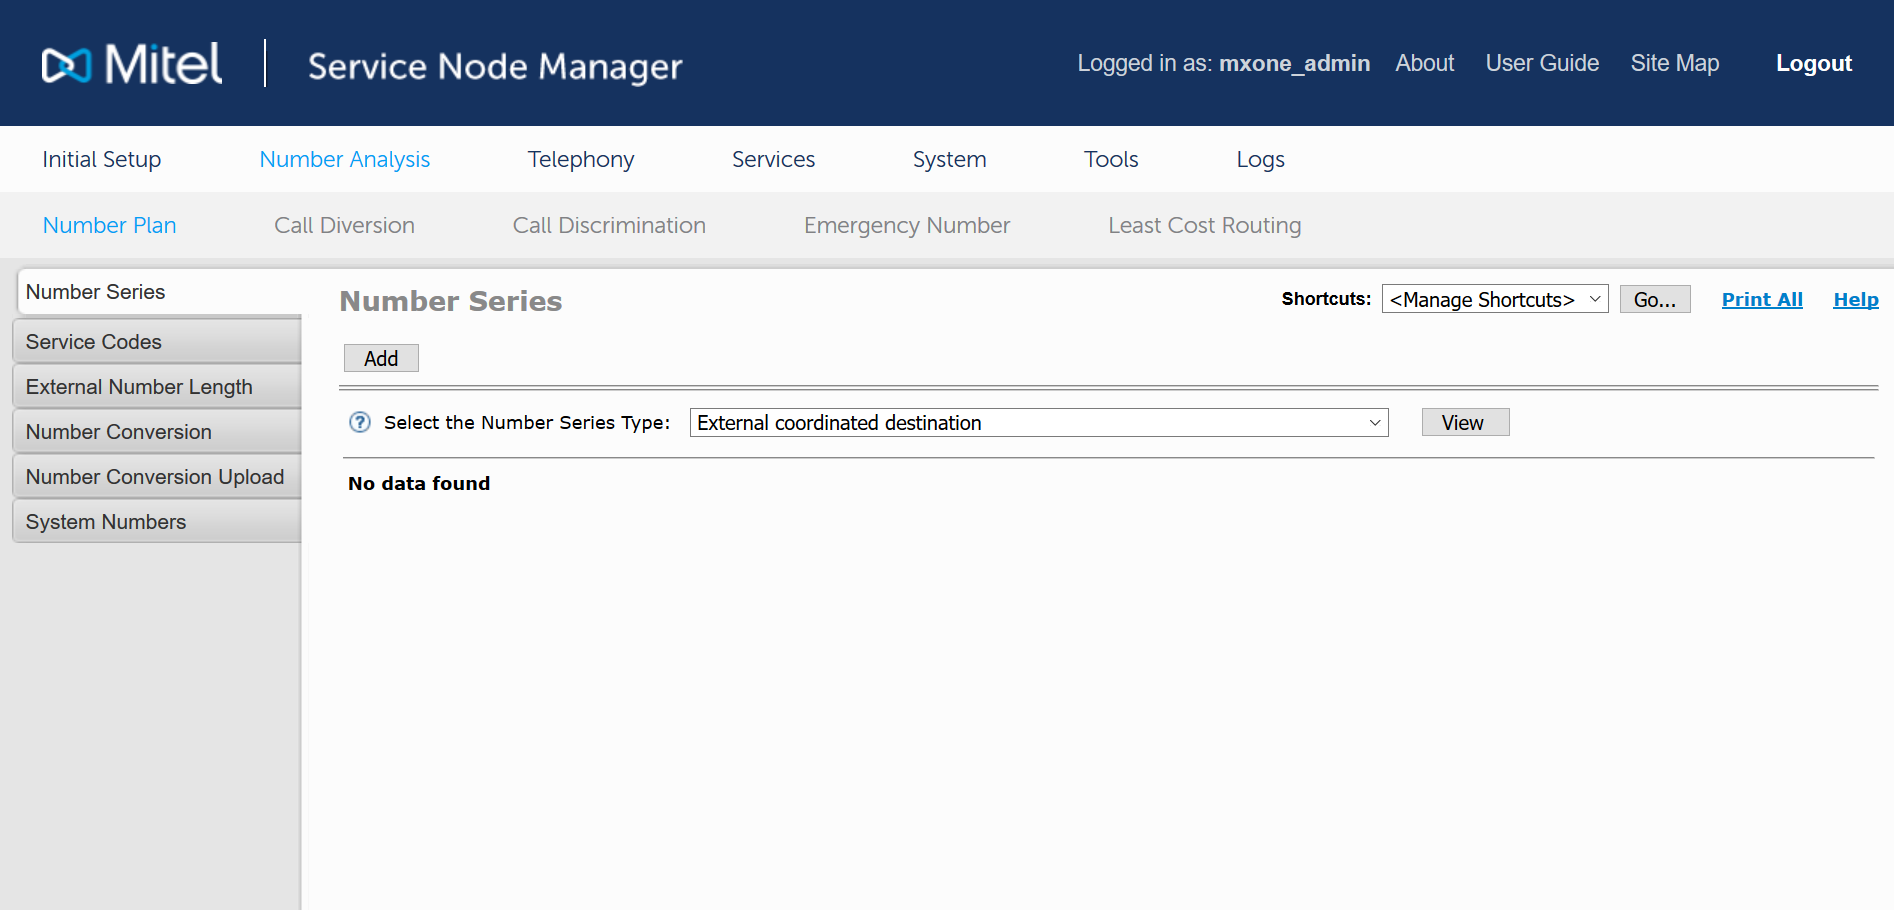 Mitel Service Node Manager
Logged in as: mxone_admin About User Guide Site Map Logout
Initial Setup Number Analysis Telephony Services System Tools Logs
Number Plan Call Diversion Call Discrimination Emergency Number Least Cost Routing
Number Series
Service Codes
External Number Length
Number Conversion
Number Conversion Upload
System Numbers
Number Series
Shortcuts: <Manage Shortcuts> Go... Print All Help
Add
? Select the Number Series Type: External coordinated destination View
No data found